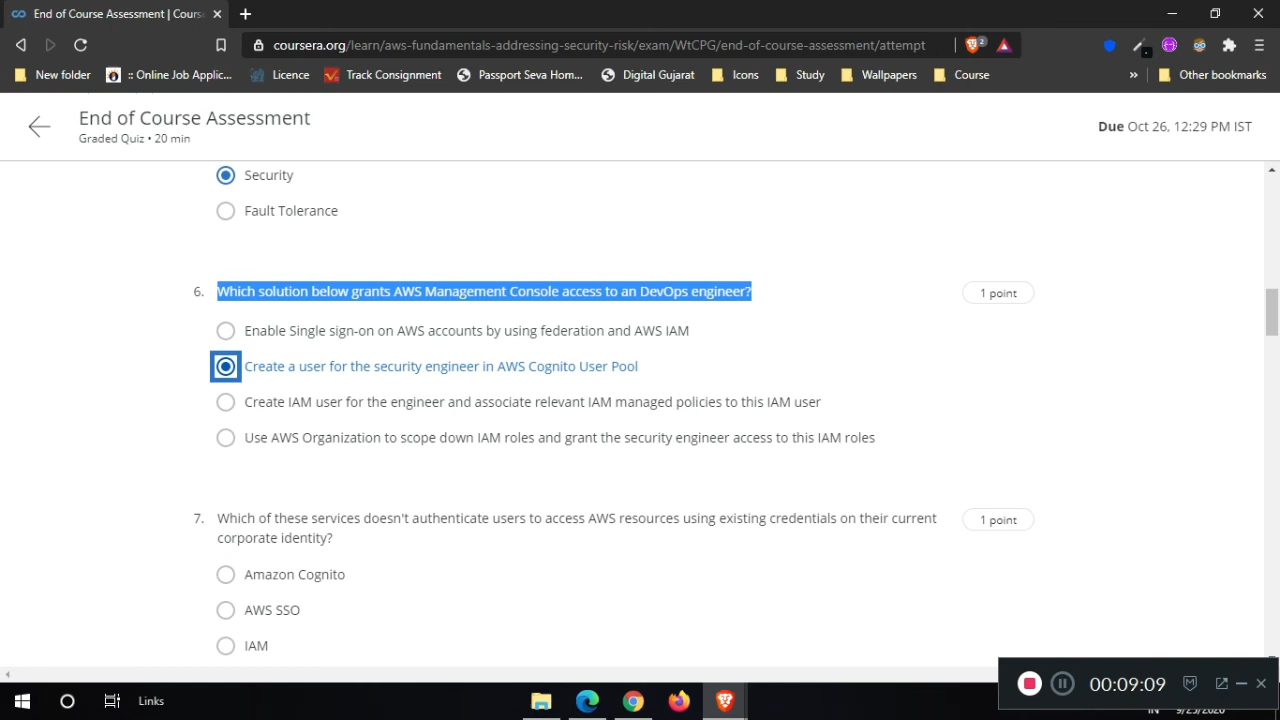 End of Course Assessment | Cours
coursera.org/learn/aws-fundamentals-addressing-security-risk/exam/WtCPG/end-of-course-assessment/attempt
2
New folder
:: Online Job Applic...
Licence
Track Consignment
Passport Seva Hom...
Digital Gujarat
Icons
Study
Wallpapers
Course
»
Other bookmarks
End of Course Assessment
Graded Quiz • 20 min
Due Oct 26, 12:29 PM IST
Security
Fault Tolerance
6. Which solution below grants AWS Management Console access to an DevOps engineer?
1 point
Enable Single sign-on on AWS accounts by using federation and AWS IAM
Create a user for the security engineer in AWS Cognito User Pool
Create IAM user for the engineer and associate relevant IAM managed policies to this IAM user
Use AWS Organization to scope down IAM roles and grant the security engineer access to this IAM roles
7. Which of these services doesn't authenticate users to access AWS resources using existing credentials on their current
corporate identity?
1 point
Amazon Cognito
AWS SSO
IAM
00:09:09
Links
IN